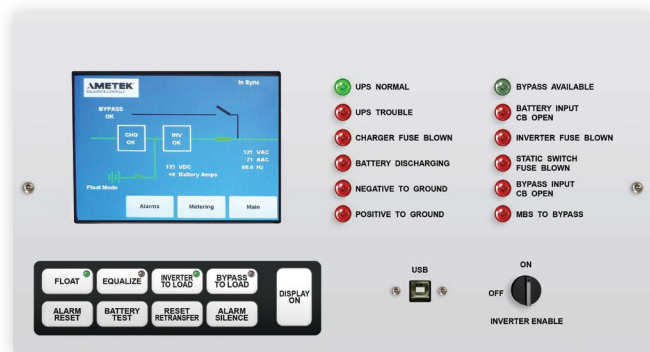 AMETEK
SOLIDSTATE CONTROLS
In Sync
BYPASS
OK
CHG
OK
INV
OK
131 VDC
+0 Battery Amps
121 VAC
71 AAC
60.0 Hz
Float Mode
Alarms
Metering
Main
UPS NORMAL
UPS TROUBLE
CHARGER FUSE BLOWN
BATTERY DISCHARGING
NEGATIVE TO GROUND
POSITIVE TO GROUND
BYPASS AVAILABLE
BATTERY INPUT
CB OPEN
INVERTER FUSE BLOWN
STATIC SWITCH
FUSE BLOWN
BYPASS INPUT
CB OPEN
MBS TO BYPASS
FLOAT
EQUALIZE
INVERTER
TO LOAD
BYPASS
TO LOAD
ALARM
RESET
BATTERY
TEST
RESET
RETRANSFER
ALARM
SILENCE
DISPLAY
ON
USB
ON
OFF
INVERTER ENABLE